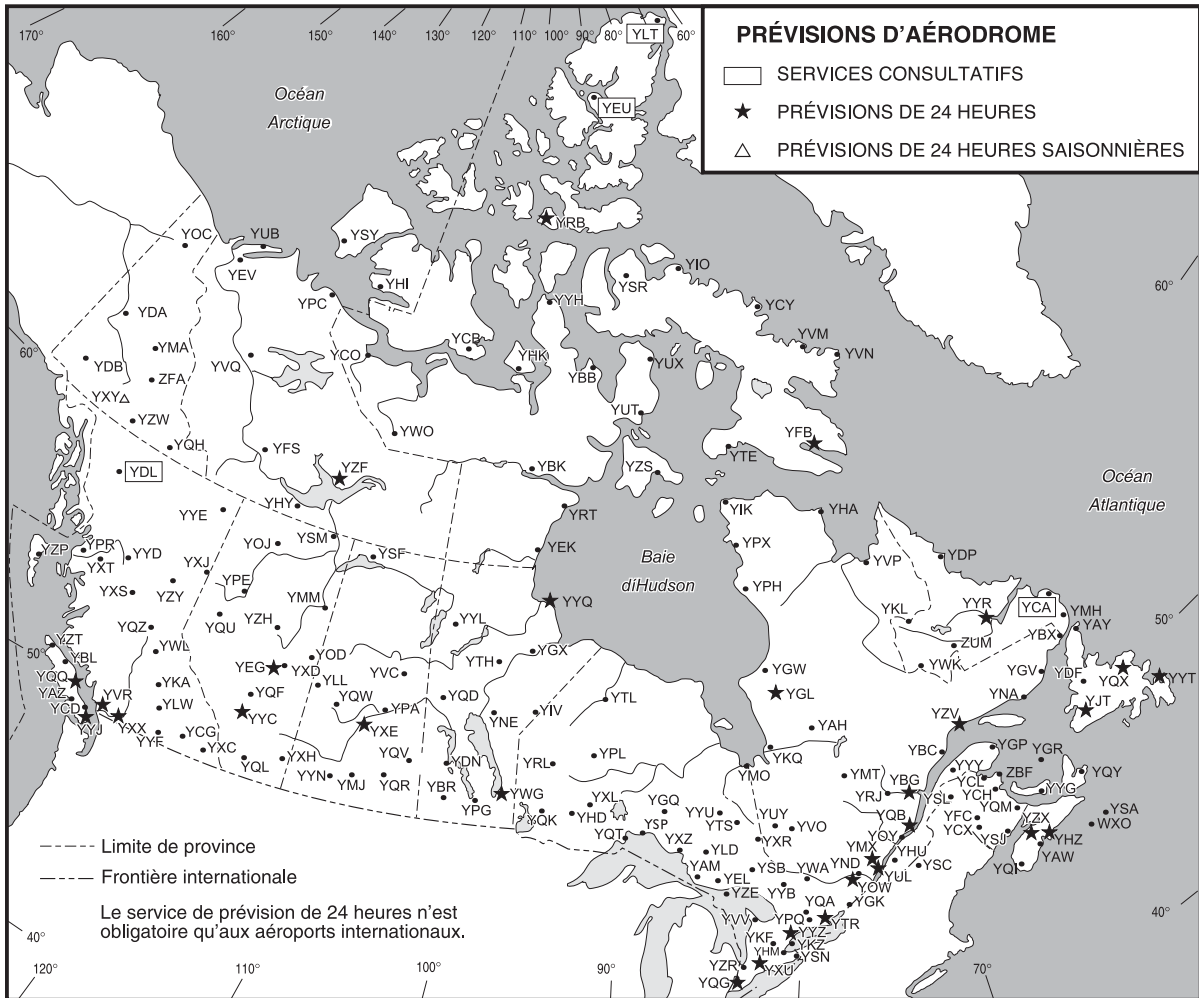 170°
160°
150°
140°
130°
120°
110°
100°
90°
80°
YLT
60°
PRÉVISIONS D'AÉRODROME
SERVICES CONSULTATIFS
PRÉVISIONS DE 24 HEURES
PRÉVISIONS DE 24 HEURES SAISONNIÈRES
Océan
Arctique
YEU
YRB
YOC
YUB
YSY
YEV
YHI
YPC
YIO
YSR
YYH
YCY
60°
YDA
YMA
YDB
YVQ
YCO
YCB
YHK
YBB
YUX
YVM
YVN
60°
ZFA
YXY
YZW
YQH
YUT
YWO
YFS
YFB
YTE
YDL
YZF
YBK
YZS
Océan
Atlantique
YYE
YHY
YRT
YIK
YHA
YZP
YPR
YXT
YYD
YOJ
YSM
YSF
YEK
YPX
Baie
díHudson
YVP
YDP
YXJ
YXS
YZY
YPE
YMM
YYQ
YPH
YKL
YYR
YCA
YMH
YAY
YQZ
YQU
YZH
YYL
ZUM
YBX
50°
YZT
YBL
YWL
YEG
YXD
YOD
YVC
YTH
YGX
YGW
YWK
YGV
YDF
YQX
YYT
50°
YQQ
YAZ
YCD
YYJ
YVR
YXX
YKA
YLW
YYF
YQF
YYC
YLL
YQW
YPA
YXE
YQD
YNE
YIV
YTL
YGL
YNA
YJT
YZV
YAH
YCG
YXC
YQL
YXH
YYN
YMJ
YQV
YQR
YDN
YBR
YPG
YWG
YRL
YPL
YMO
YKQ
YBC
YGP
YGR
YYY
YCL
ZBF
YQY
YMT
YBG
YRJ
YSL
YCH
YYG
YQK
YHD
YXL
YGQ
YSP
YQT
YYU
YTS
YUY
YVO
YQB
YFC
YQM
YZX
YSA
WXO
YXZ
YLD
YXR
YOY
YMX
YHU
YCX
YSJ
YHZ
YAW
YAM
YEL
YZE
YSB
YYB
YWA
YND
YOW
YUL
YSC
YQI
YVV
YPQ
YQA
YGK
YTR
YYZ
YKF
YKZ
YHM
YSN
YZR
YXU
YQG
Limite de province
Frontière internationale
Le service de prévision de 24 heures n'est
obligatoire qu'aux aéroports internationaux.
40°
40°
120°
110°
100°
90°
70°